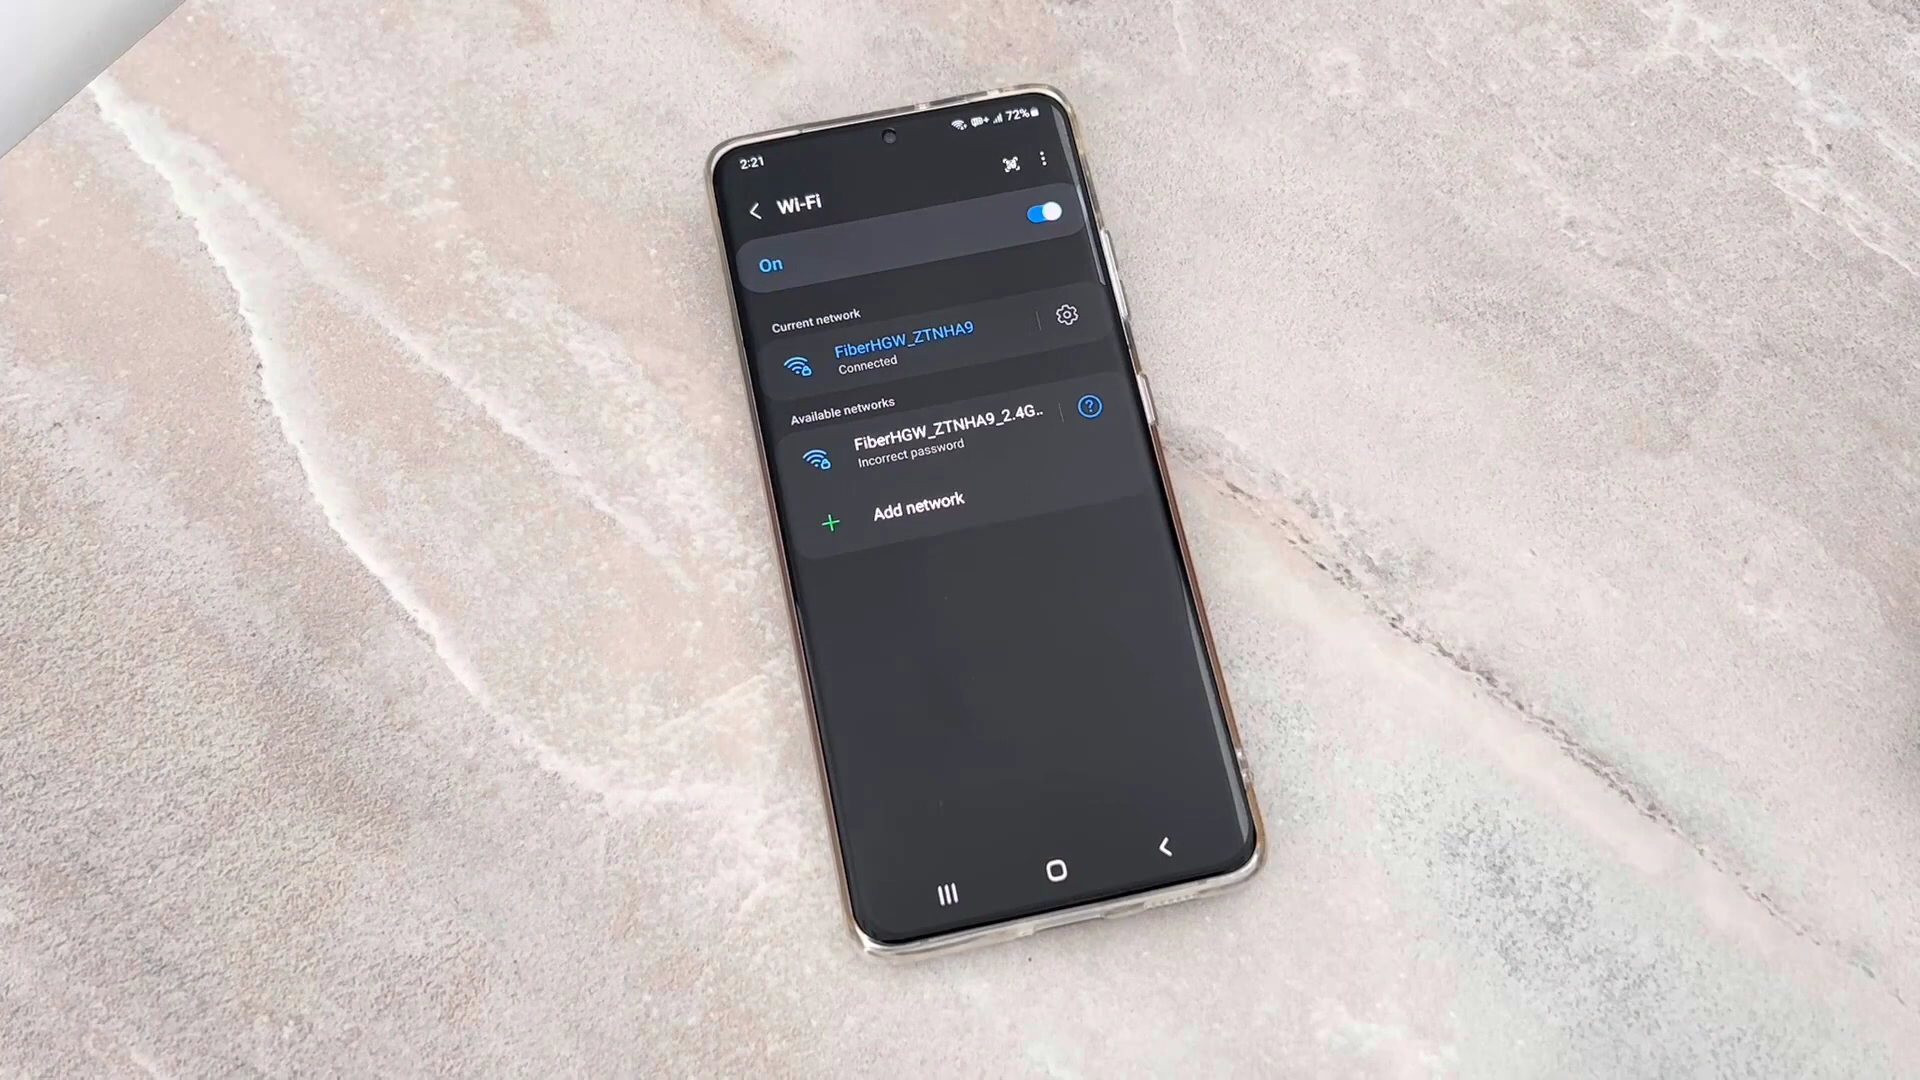 2:21
72%
Wi-Fi
On
Current network
FiberHGW_ZTNHA9
Connected
Available networks
FiberHGW_ZTNHA9_2.4G..
Incorrect password
Add network